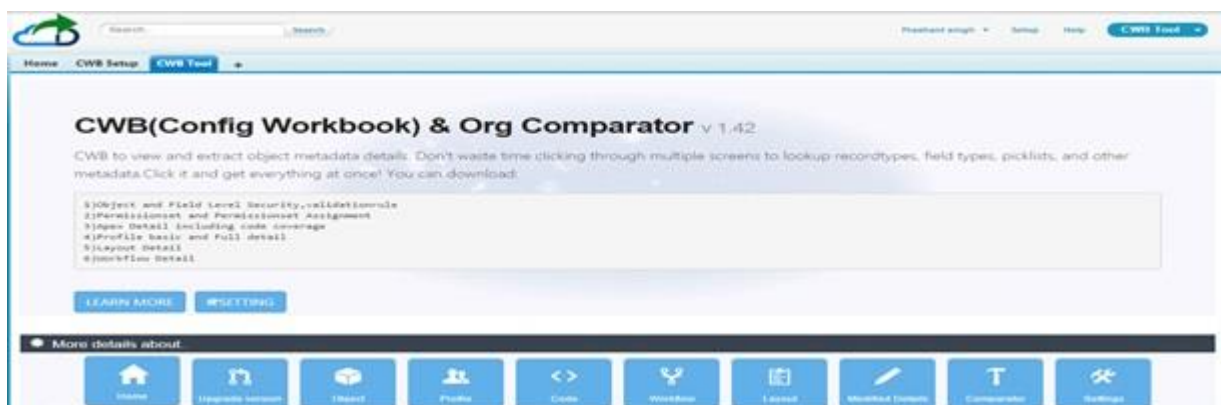 Search... Search
Setup Help CWB Tool
Home CWB Setup CWB Tool +
CWB(Config Workbook) & Org Comparator v 1.42
CWB to view and extract object metadata details. Don't waste time clicking through multiple screens to lookup recordtypes, field types, picklists, and other
metadata.Click it and get everything at once! You can download:
1)Object and Field Level Security,validationrule
2)Permissionset and Permissionset Assignment
3)Apex Detail including code coverage
4)Profile basic and Full detail
5)Layout Detail
6)Workflow Detail
LEARN MORE SETTING
More details about..
Home Upgrade version Object Profile Code Workflow Layout Modified Details Comparator Settings